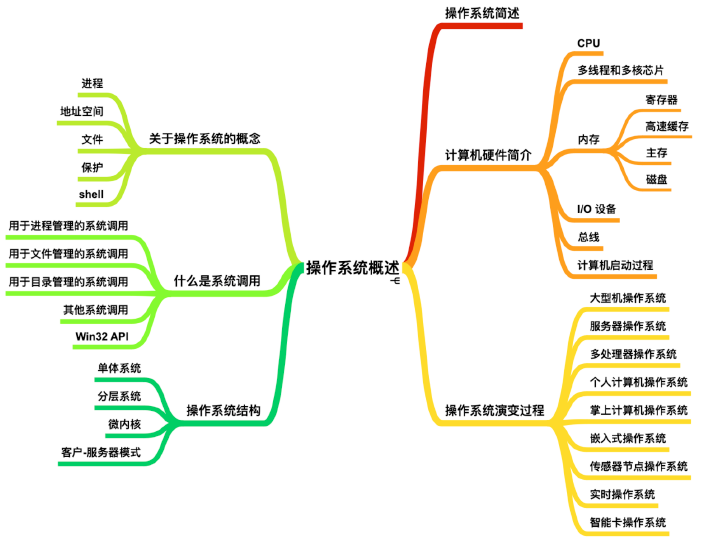 操作系统概述
操作系统简述
计算机硬件简介
CPU
多线程和多核芯片
内存
寄存器
高速缓存
主存
磁盘
I/O 设备
总线
计算机启动过程
操作系统演变过程
大型机操作系统
服务器操作系统
多处理器操作系统
个人计算机操作系统
掌上计算机操作系统
嵌入式操作系统
传感器节点操作系统
实时操作系统
智能卡操作系统
关于操作系统的概念
进程
地址空间
文件
保护
shell
什么是系统调用
用于进程管理的系统调用
用于文件管理的系统调用
用于目录管理的系统调用
其他系统调用
Win32 API
操作系统结构
单体系统
分层系统
微内核
客户-服务器模式